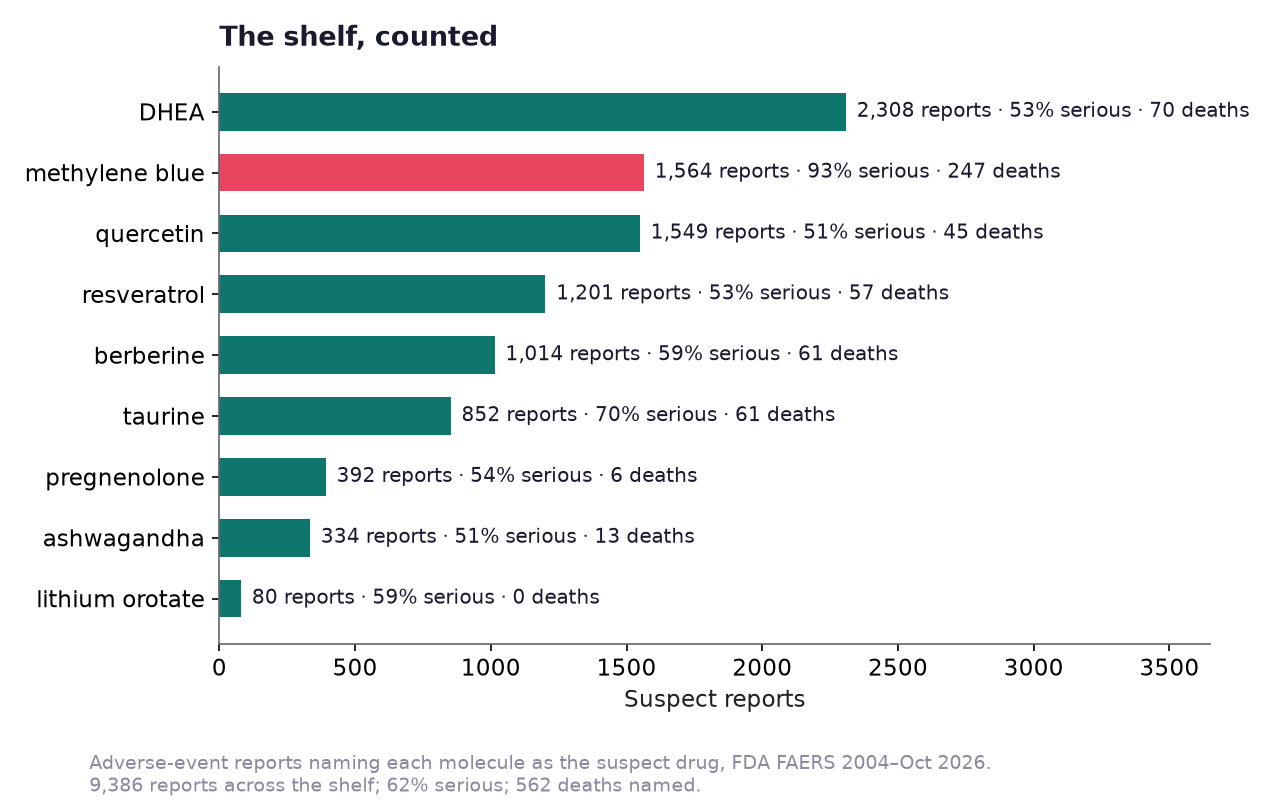 The shelf, counted
DHEA 2,308 reports · 53% serious · 70 deaths
methylene blue 1,564 reports · 93% serious · 247 deaths
quercetin 1,549 reports · 51% serious · 45 deaths
resveratrol 1,201 reports · 53% serious · 57 deaths
berberine 1,014 reports · 59% serious · 61 deaths
taurine 852 reports · 70% serious · 61 deaths
pregnenolone 392 reports · 54% serious · 6 deaths
ashwagandha 334 reports · 51% serious · 13 deaths
lithium orotate 80 reports · 59% serious · 0 deaths
0 500 1000 1500 2000 2500 3000 3500
Suspect reports
Adverse-event reports naming each molecule as the suspect drug, FDA FAERS 2004–Oct 2026.
9,386 reports across the shelf; 62% serious; 562 deaths named.